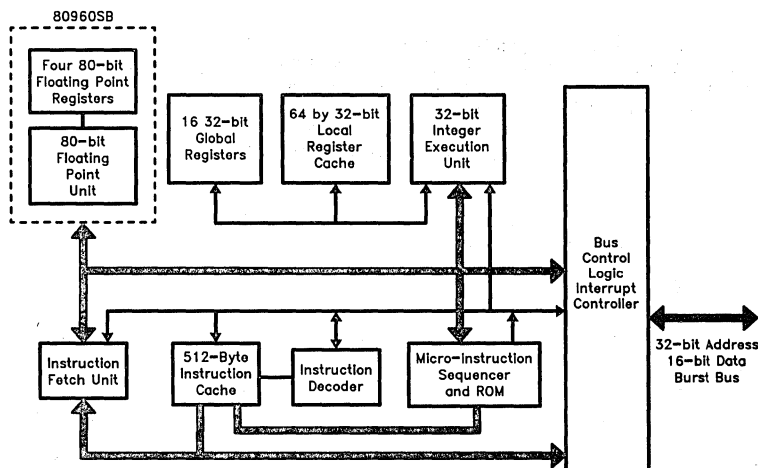 80960SB
Four 80-bit
Floating Point
Registers
80-bit
Floating
Point
Unit
16 32-bit
Global
Registers
64 by 32-bit
Local
Register
Cache
32-bit
Integer
Execution
Unit
Bus
Control
Logic
Interrupt
Controller
32-bit Address
16-bit Data
Burst Bus
Instruction
Fetch Unit
512-Byte
Instruction
Cache
Instruction
Decoder
Micro-Instruction
Sequencer
and ROM